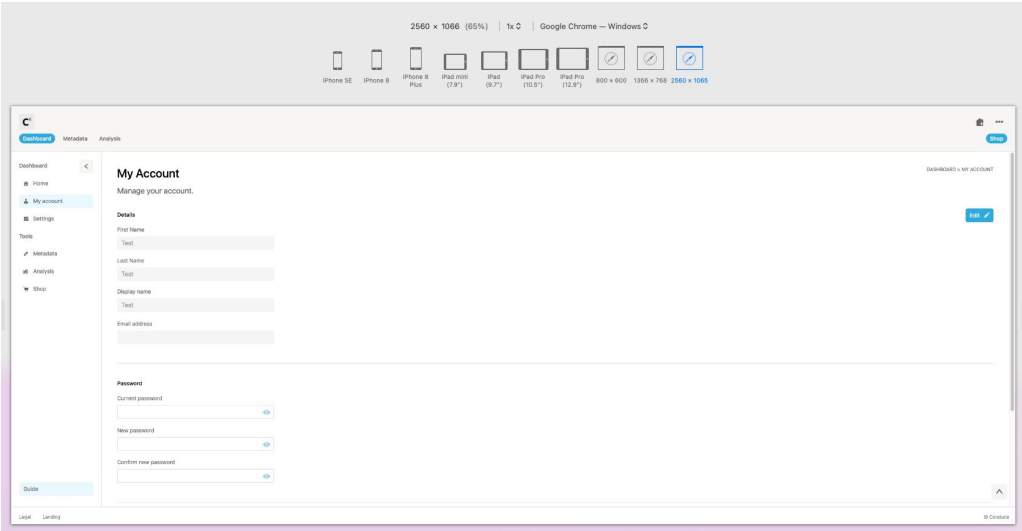 2560 × 1066 (65%) 1x Google Chrome — Windows
iPhone SE iPhone 8 iPhone 8 Plus iPad mini (7.9") iPad (9.7") iPad Pro (10.5") iPad Pro (12.9") 800 × 600 1366 × 768 2560 × 1065
C
Dashboard Metadata Analysis Shop
Dashboard
Home
My account
Settings
Tools
Metadata
Analysis
Shop
Guide
My Account
DASHBOARD > MY ACCOUNT
Manage your account.
Details
Edit
First Name
Test
Last Name
Test
Display name
Test
Email address
Password
Current password
New password
Confirm new password
Legal Landing © Conduce